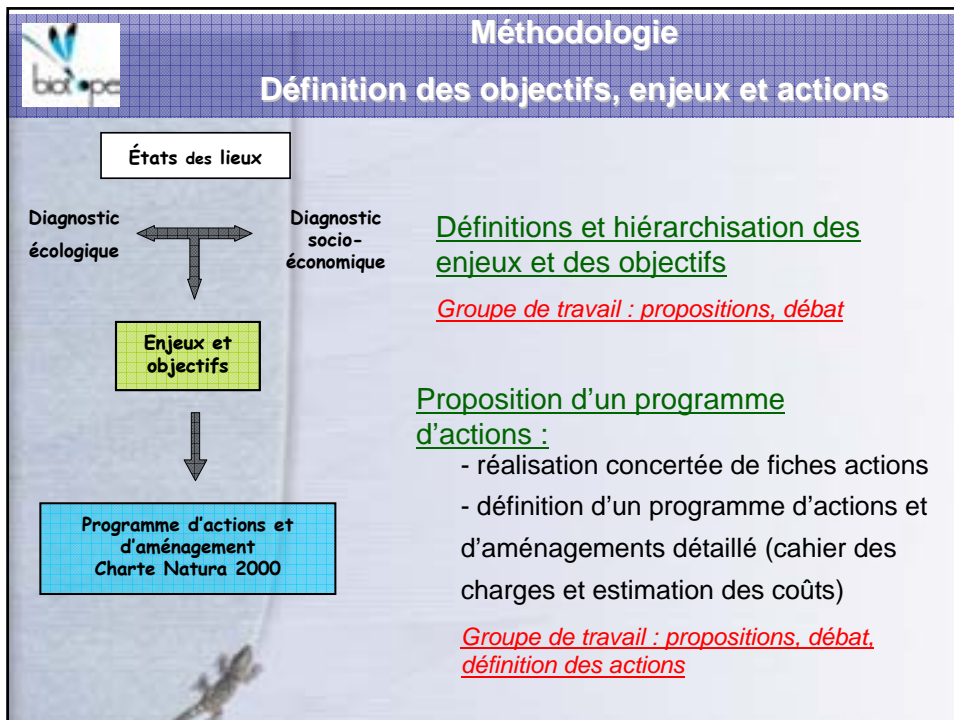 Méthodologie
Définition des objectifs, enjeux et actions
biotope
États des lieux
Diagnostic
écologique
Diagnostic
socio-
économique
Enjeux et
objectifs
Programme d'actions et
d'aménagement
Charte Natura 2000
Définitions et hiérarchisation des
enjeux et des objectifs
Groupe de travail : propositions, débat
Proposition d'un programme
d'actions :
- réalisation concertée de fiches actions
- définition d'un programme d'actions et
d'aménagements détaillé (cahier des
charges et estimation des coûts)
Groupe de travail : propositions, débat,
définition des actions